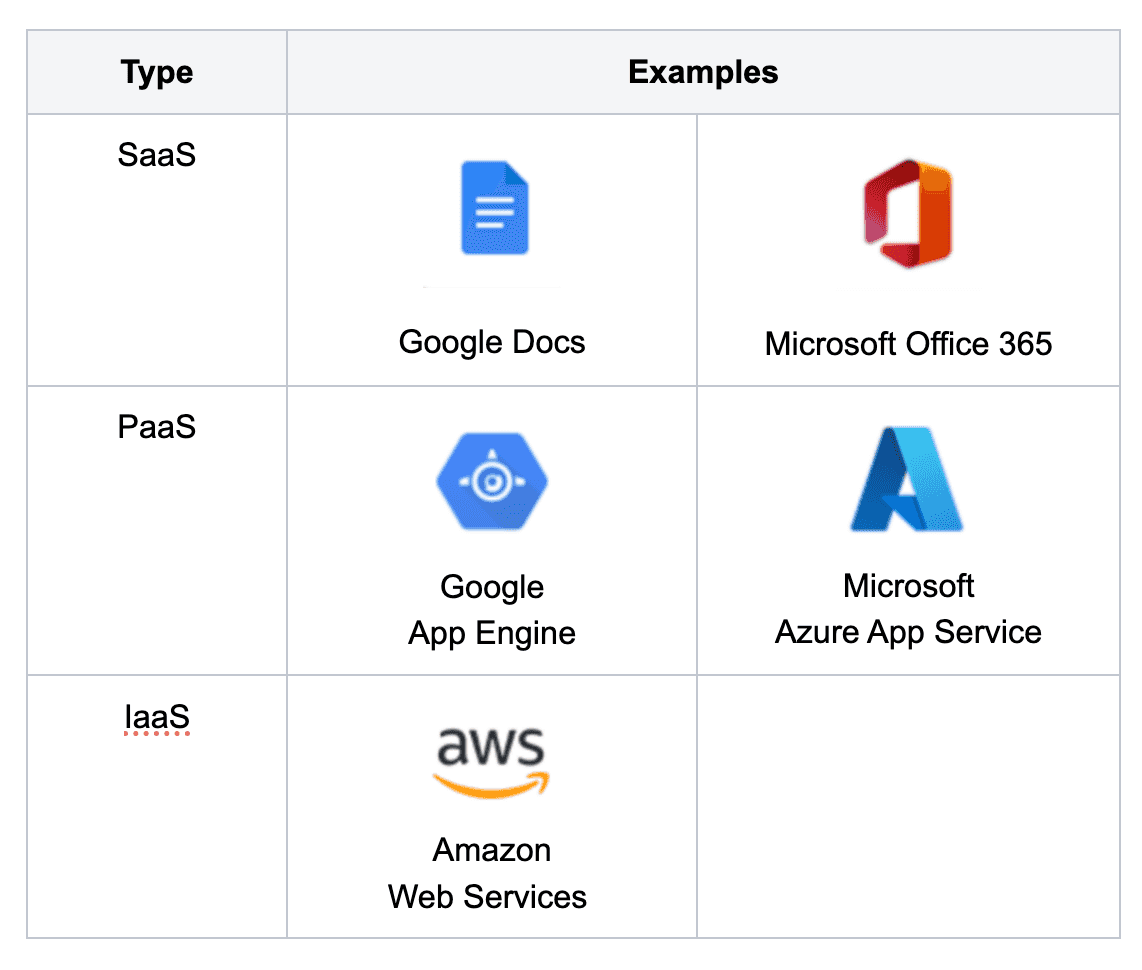 Type Examples
SaaS
Google Docs Microsoft Office 365
PaaS
Google Microsoft
App Engine Azure App Service
IaaS
aws
Amazon
Web Services